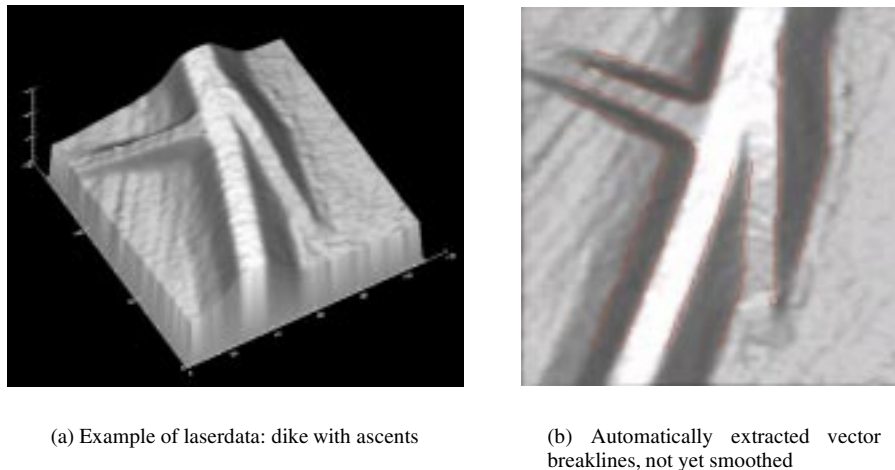 (a) Example of laserdata: dike with ascents
(b) Automatically extracted vector
breaklines, not yet smoothed